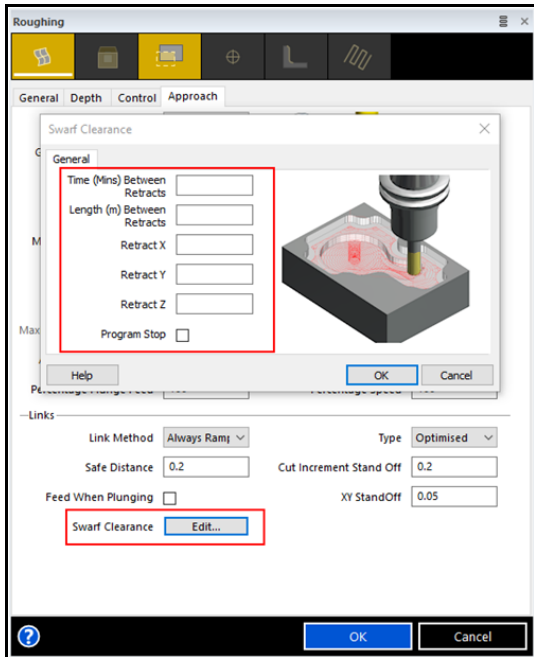 Roughing
General Depth Control Approach
Swarf Clearance
General
Time (Mins) Between
Retracts
Length (m) Between
Retracts
Retract X
Retract Y
Retract Z
Program Stop
Help OK Cancel
Links
Link Method Always Ramp Type Optimised
Safe Distance 0.2 Cut Increment Stand Off 0.2
Feed When Plunging XY StandOff 0.05
Swarf Clearance Edit...
? OK Cancel